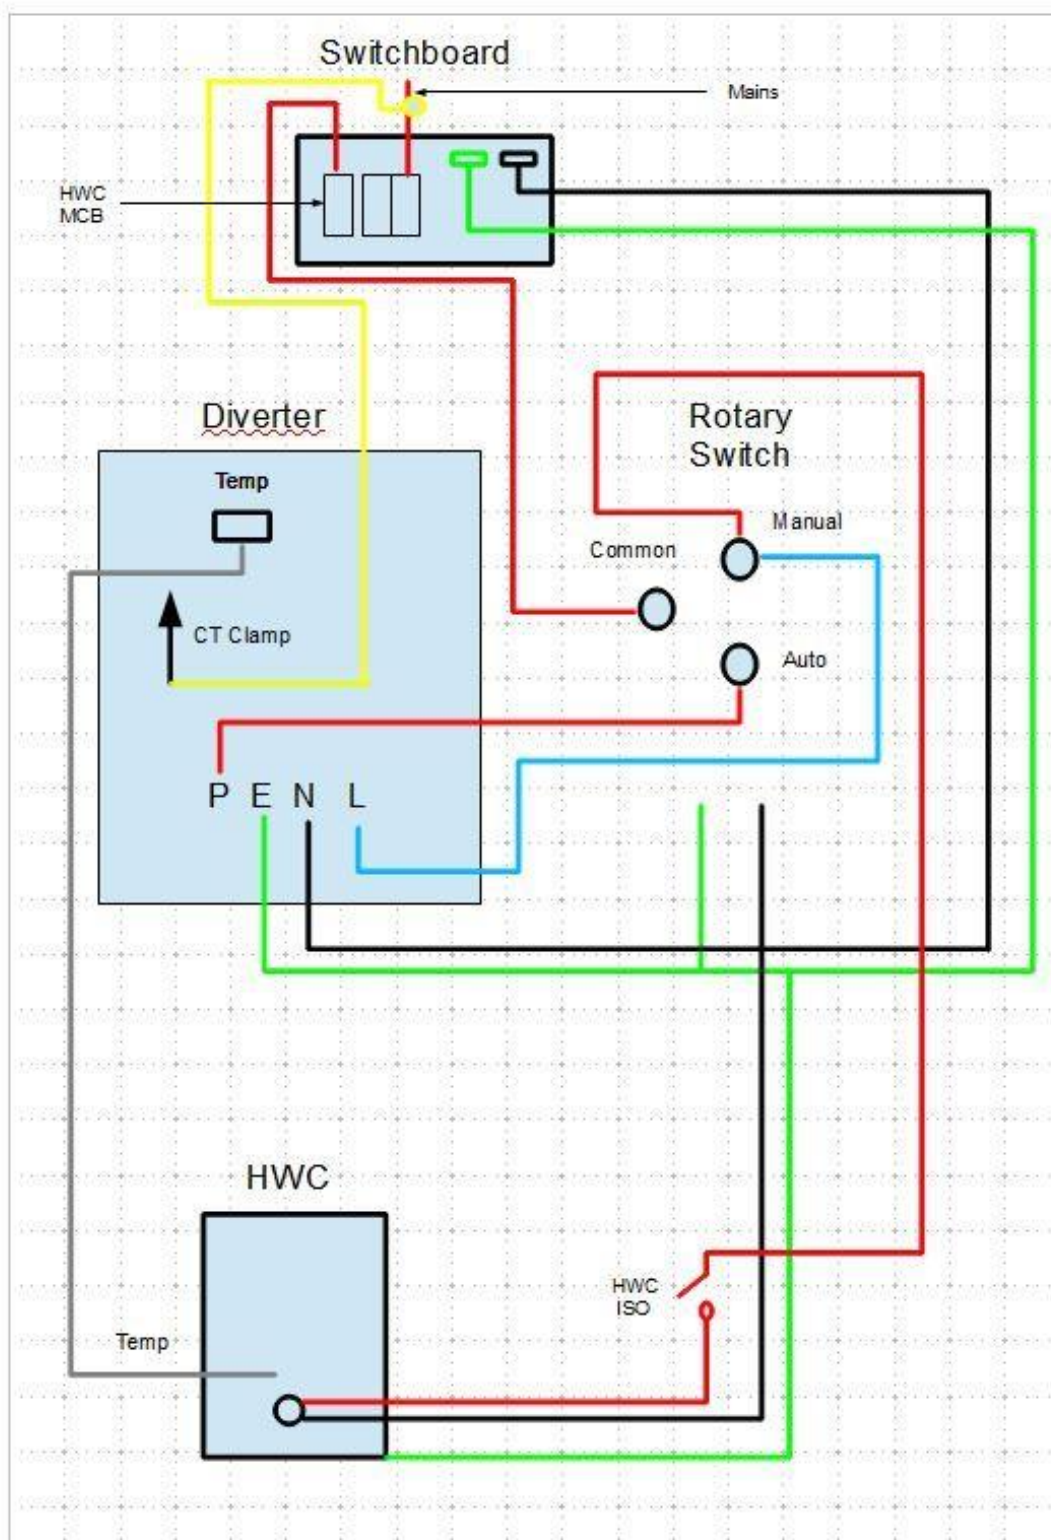 Switchboard
Mains
HWC
MCB
Diverter
Rotary
Switch
Temp
Manual
Common
CT Clamp
Auto
P E N L
HWC
HWC
ISO
Temp